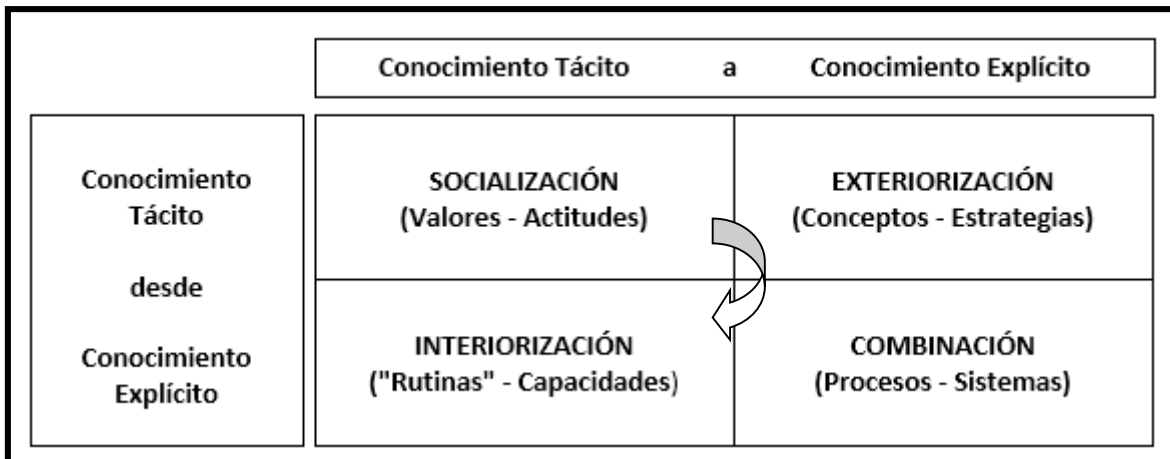 Conocimiento Tácito a Conocimiento Explícito
Conocimiento
Tácito
desde
Conocimiento
Explícito
SOCIALIZACIÓN
(Valores - Actitudes)
EXTERIORIZACIÓN
(Conceptos - Estrategias)
INTERIORIZACIÓN
("Rutinas" - Capacidades)
COMBINACIÓN
(Procesos - Sistemas)